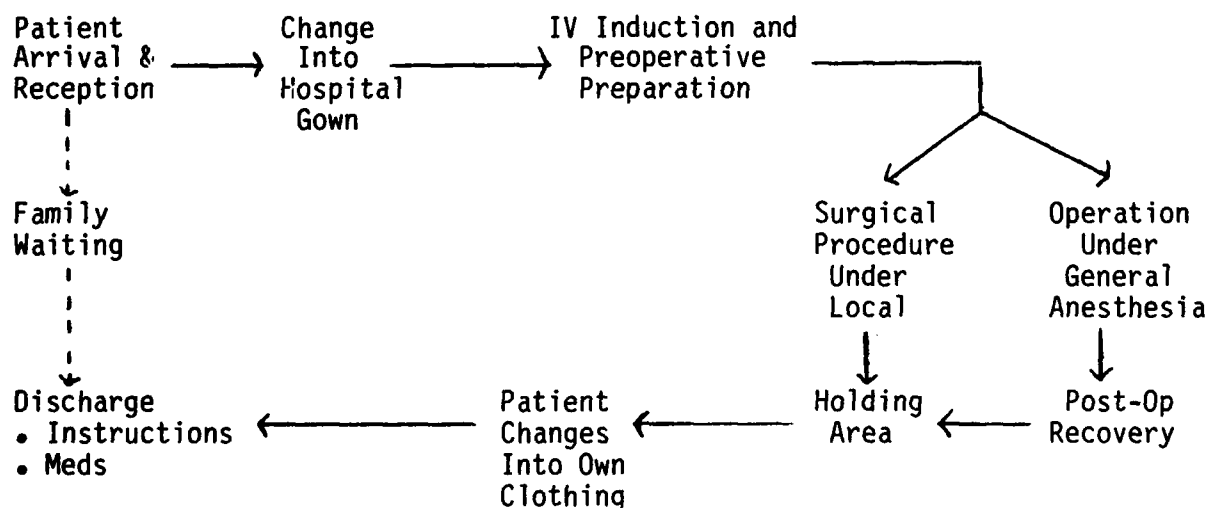 Patient
Arrival &
Reception
Change
Into
Hospital
Gown
IV Induction and
Preoperative
Preparation
Family
Waiting
Surgical
Procedure
Under
Local
Operation
Under
General
Anesthesia
Discharge
• Instructions
• Meds
Patient
Changes
Into Own
Clothing
Holding
Area
Post-Op
Recovery